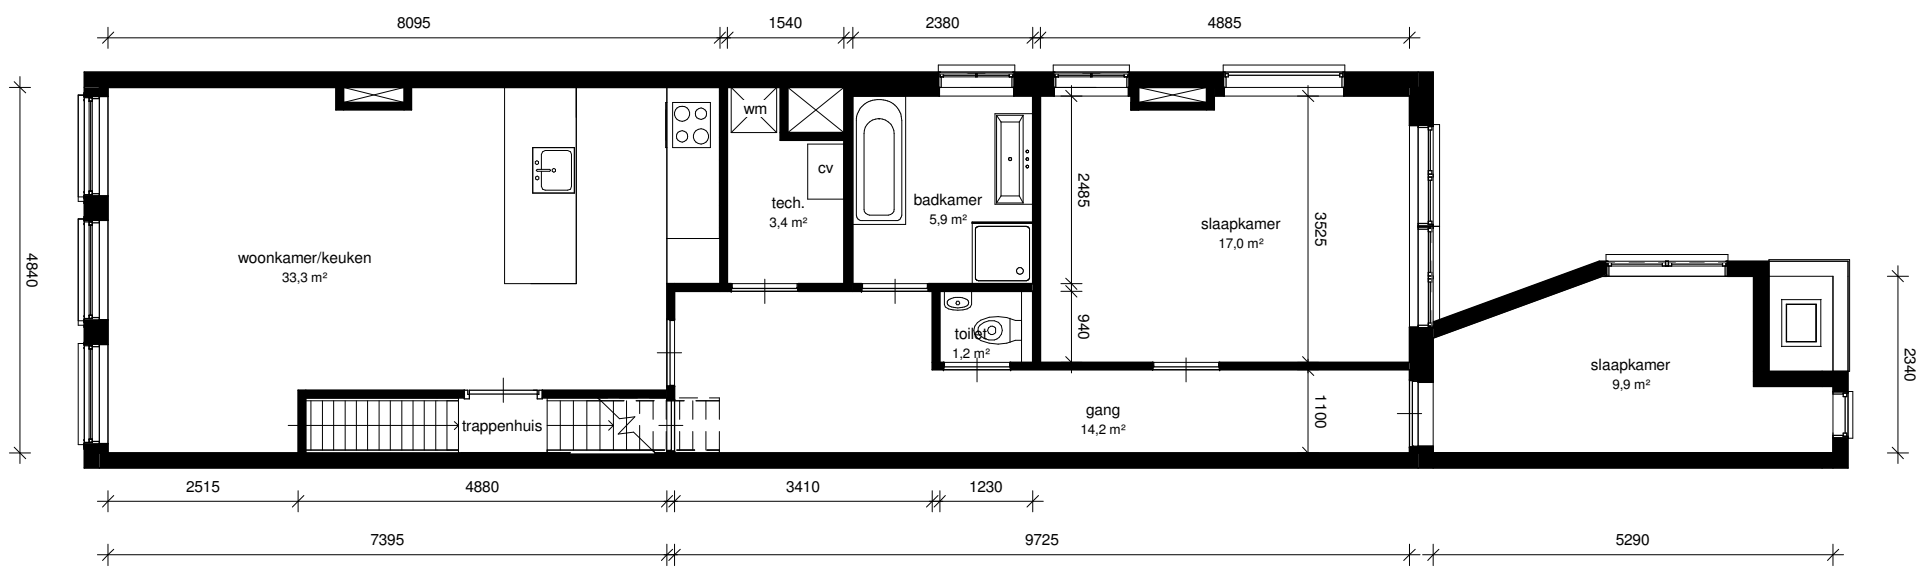 8095
1540
2380
4885
4840
wm
cv
tech.
3,4 m²
badkamer
5,9 m²
2485
940
slaapkamer
17,0 m²
3525
woonkamer/keuken
33,3 m²
toilet
1,2 m²
trappenhuis
gang
14,2 m²
1100
slaapkamer
9,9 m²
2340
2515
4880
3410
1230
7395
9725
5290